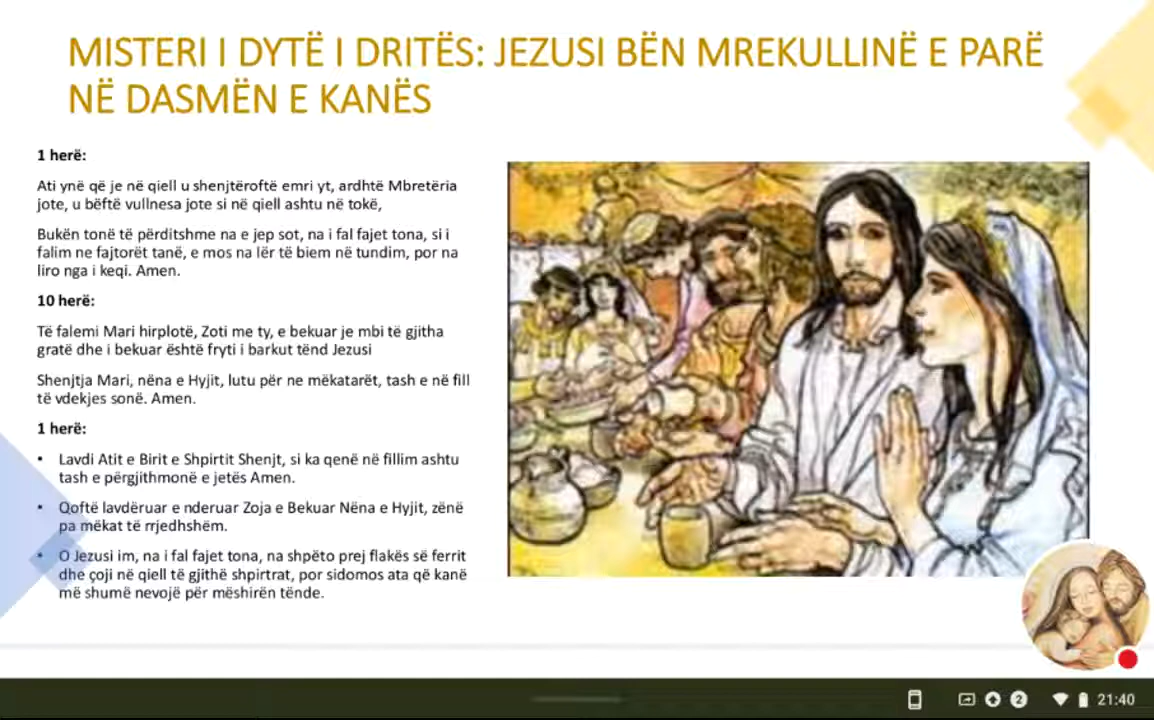 MISTERI I DYTË I DRITËS: JEZUSI BËN MREKULLINË E PARË
NË DASMËN E KANËS
1 herë:
Ati ynë që je në qiell u shenjtëroftë emri yt, ardhtë Mbretëria
jote, u bëftë vullnesa jote si në qiell ashtu në tokë,
Bukën tonë të përditshme na e jep sot, na i fal fajet tona, si i
falim ne fajtorët tanë, e mos na lër të biem në tundim, por na
liro nga i keqi. Amen.
10 herë:
Të falemi Mari hirplotë, Zoti me ty, e bekuar je mbi të gjitha
gratë dhe i bekuar është fryti i barkut tënd Jezusi
Shenjtja Mari, nëna e Hyjit, lutu për ne mëkatarët, tash e në fill
të vdekjes sonë. Amen.
1 herë:
• Lavdi Atit e Birit e Shpirtit Shenjt, si ka qenë në fillim ashtu
tash e përgjithmonë e jetës Amen.
• Qoftë lavdëruar e nderuar Zoja e Bekuar Nëna e Hyjit, zënë
pa mëkat të rrjedhshëm.
• O Jezusi im, na i fal fajet tona, na shpëto prej flakës së ferrit
dhe çoji në qiell të gjithë shpirtrat, por sidomos ata që kanë
më shumë nevojë për mëshirën tënde.
2
21:40